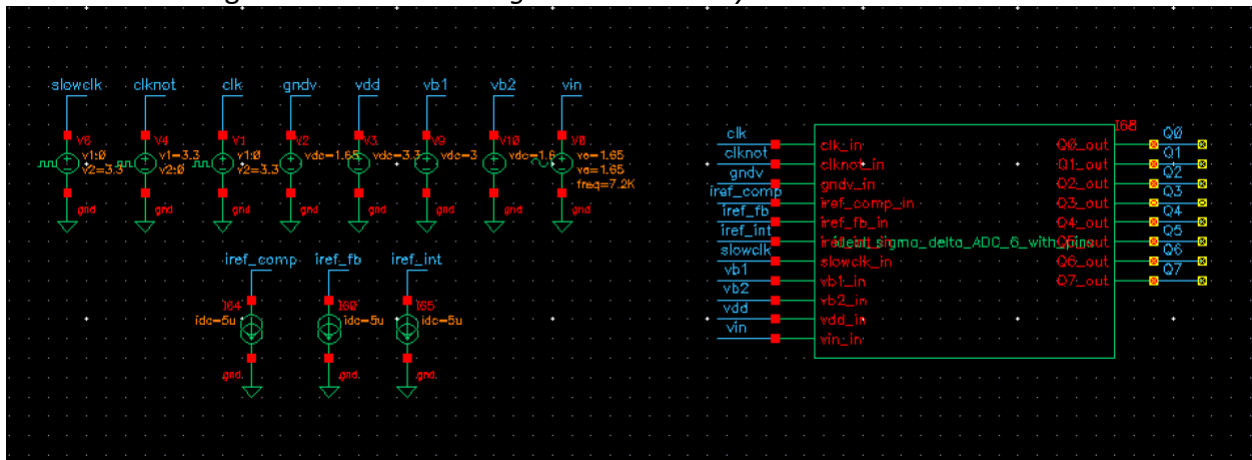 slowclk clknot clk gndv vdd vb1 vb2 vin
V6 V4 V1 V2 V3 V9 V10 V0
v1:0 v1=3.3 v1:0 vdc=1.65 vdc=3.3 vdc=3 vdc=1.6 vo=1.65
v2=3.3 v2:0 v2=3.3 va=1.65
freq=7.2K
gnd gnd gnd gnd gnd gnd gnd gnd
iref_comp iref_fb iref_int
I64 I60 I65
idc=5u idc=5u idc=5u
gnd gnd gnd
I68
clk clk_in Q0_out Q0
clknot clknot_in Q1_out Q1
gndv gndv_in Q2_out Q2
iref_comp iref_comp_in Q3_out Q3
iref_fb iref_fb_in Q4_out Q4
iref_int ideal_sigma_delta_ADC_6_with_pins Q5
slowclk slowclk_in Q6_out Q6
vb1 vb1_in Q7_out Q7
vb2 vb2_in
vdd vdd_in
vin vin_in